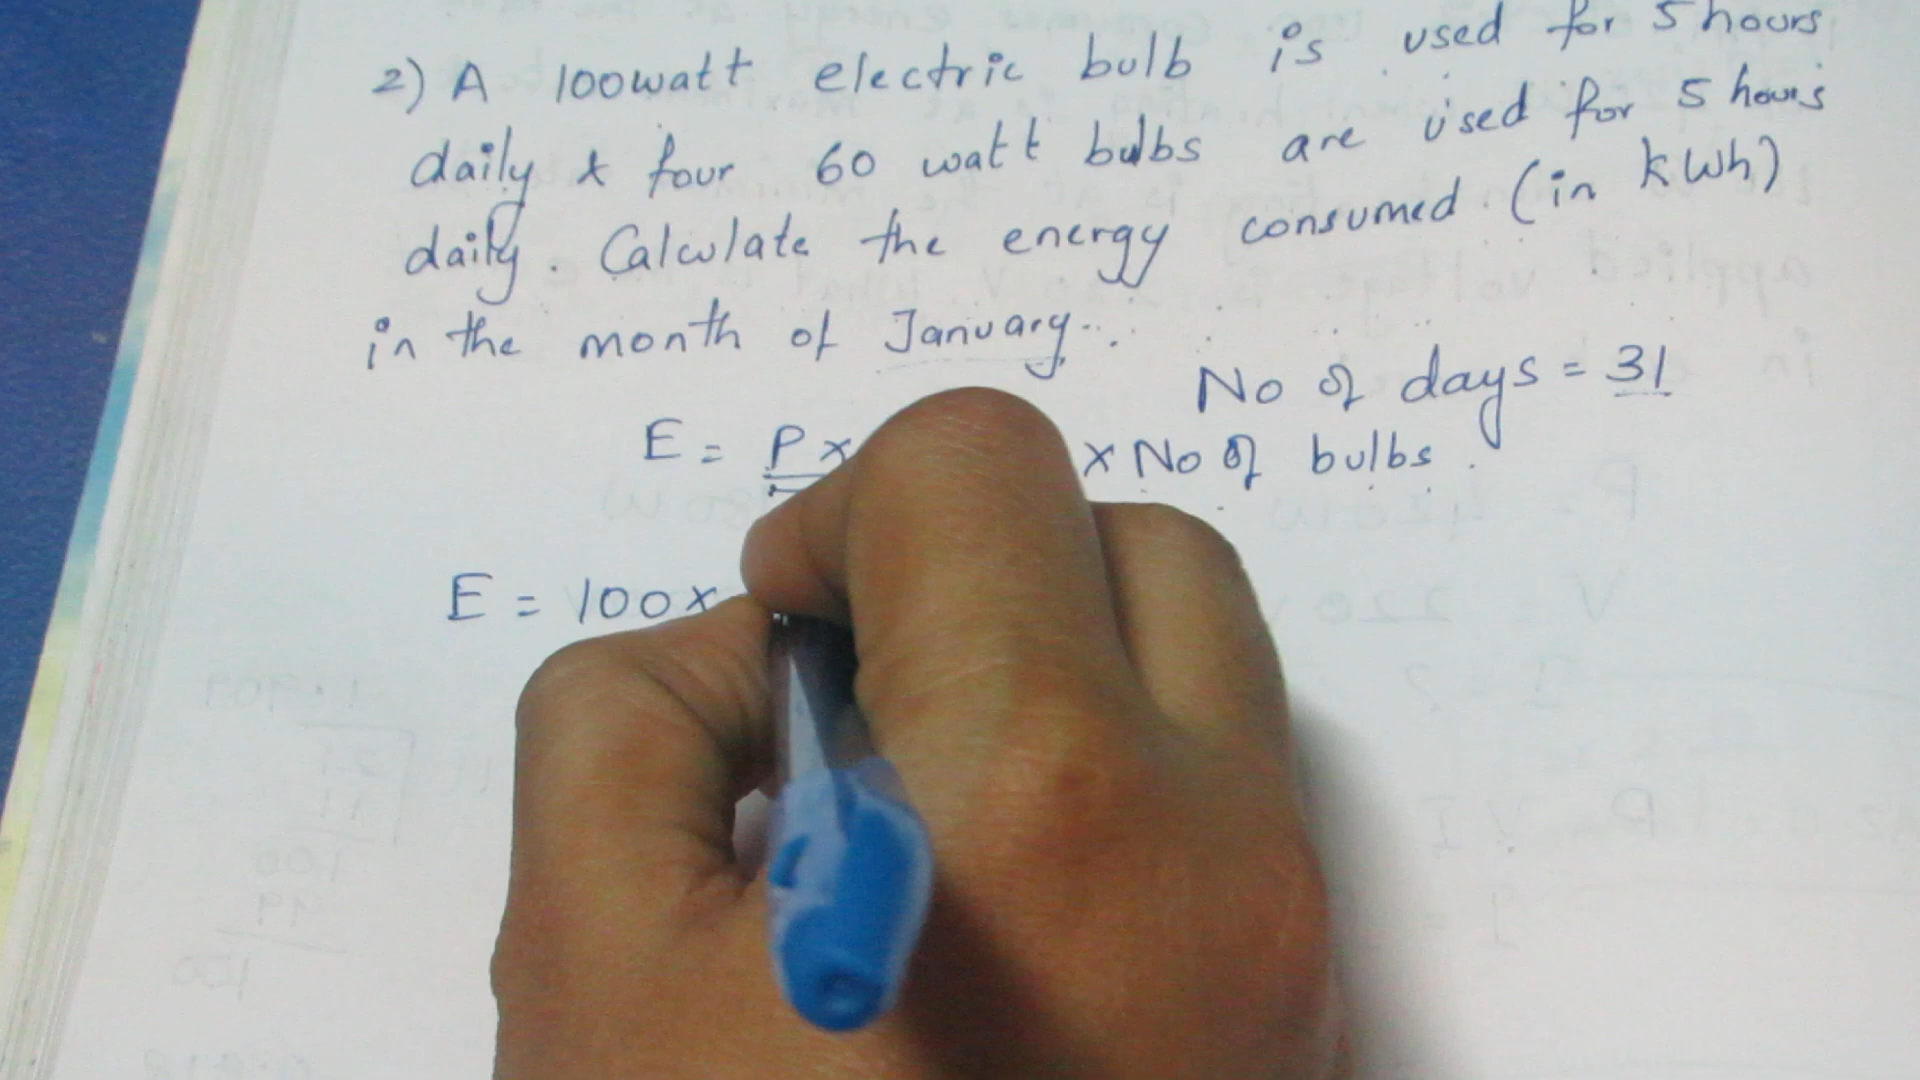 2) A 100watt electric bulb is used for 5 hours
daily & four 60 watt bulbs are used for 5 hours
daily. Calculate the energy consumed (in kWh)
in the month of January.
No of days = 31
E = P x x No of bulbs
E = 100 x